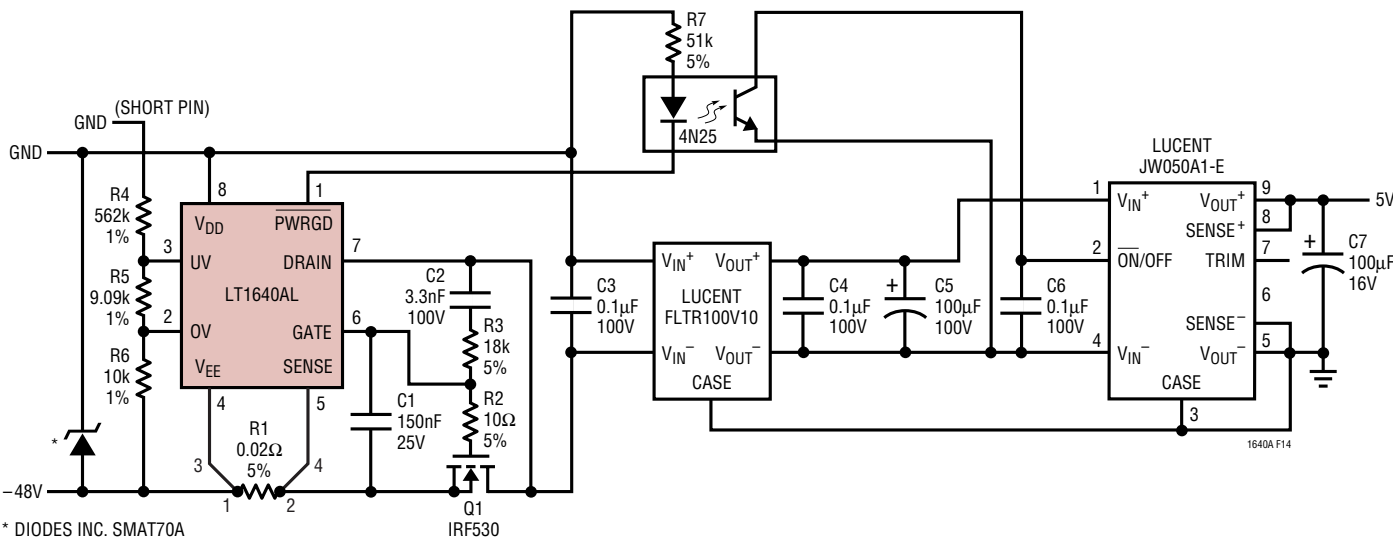 R7
51k
5%
4N25
(SHORT PIN)
GND
GND
R4
562k
1%
R5
9.09k
1%
R6
10k
1%
8
1
3
2
7
6
4
5
VDD
PWRGD
UV
DRAIN
LT1640AL
OV
GATE
VEE
SENSE
C2
3.3nF
100V
R3
18k
5%
R2
10Ω
5%
C1
150nF
25V
R1
0.02Ω
5%
3
4
1
2
*
–48V
Q1
IRF530
* DIODES INC. SMAT70A
C3
0.1µF
100V
VIN+
VOUT+
LUCENT
FLTR100V10
VIN–
VOUT–
CASE
C4
0.1µF
100V
+
C5
100µF
100V
C6
0.1µF
100V
LUCENT
JW050A1-E
1
VIN+
VOUT+
9
SENSE+
8
2
ON/OFF
TRIM
7
6
SENSE–
4
VIN–
VOUT–
5
CASE
3
5V
+
C7
100µF
16V
1640A F14